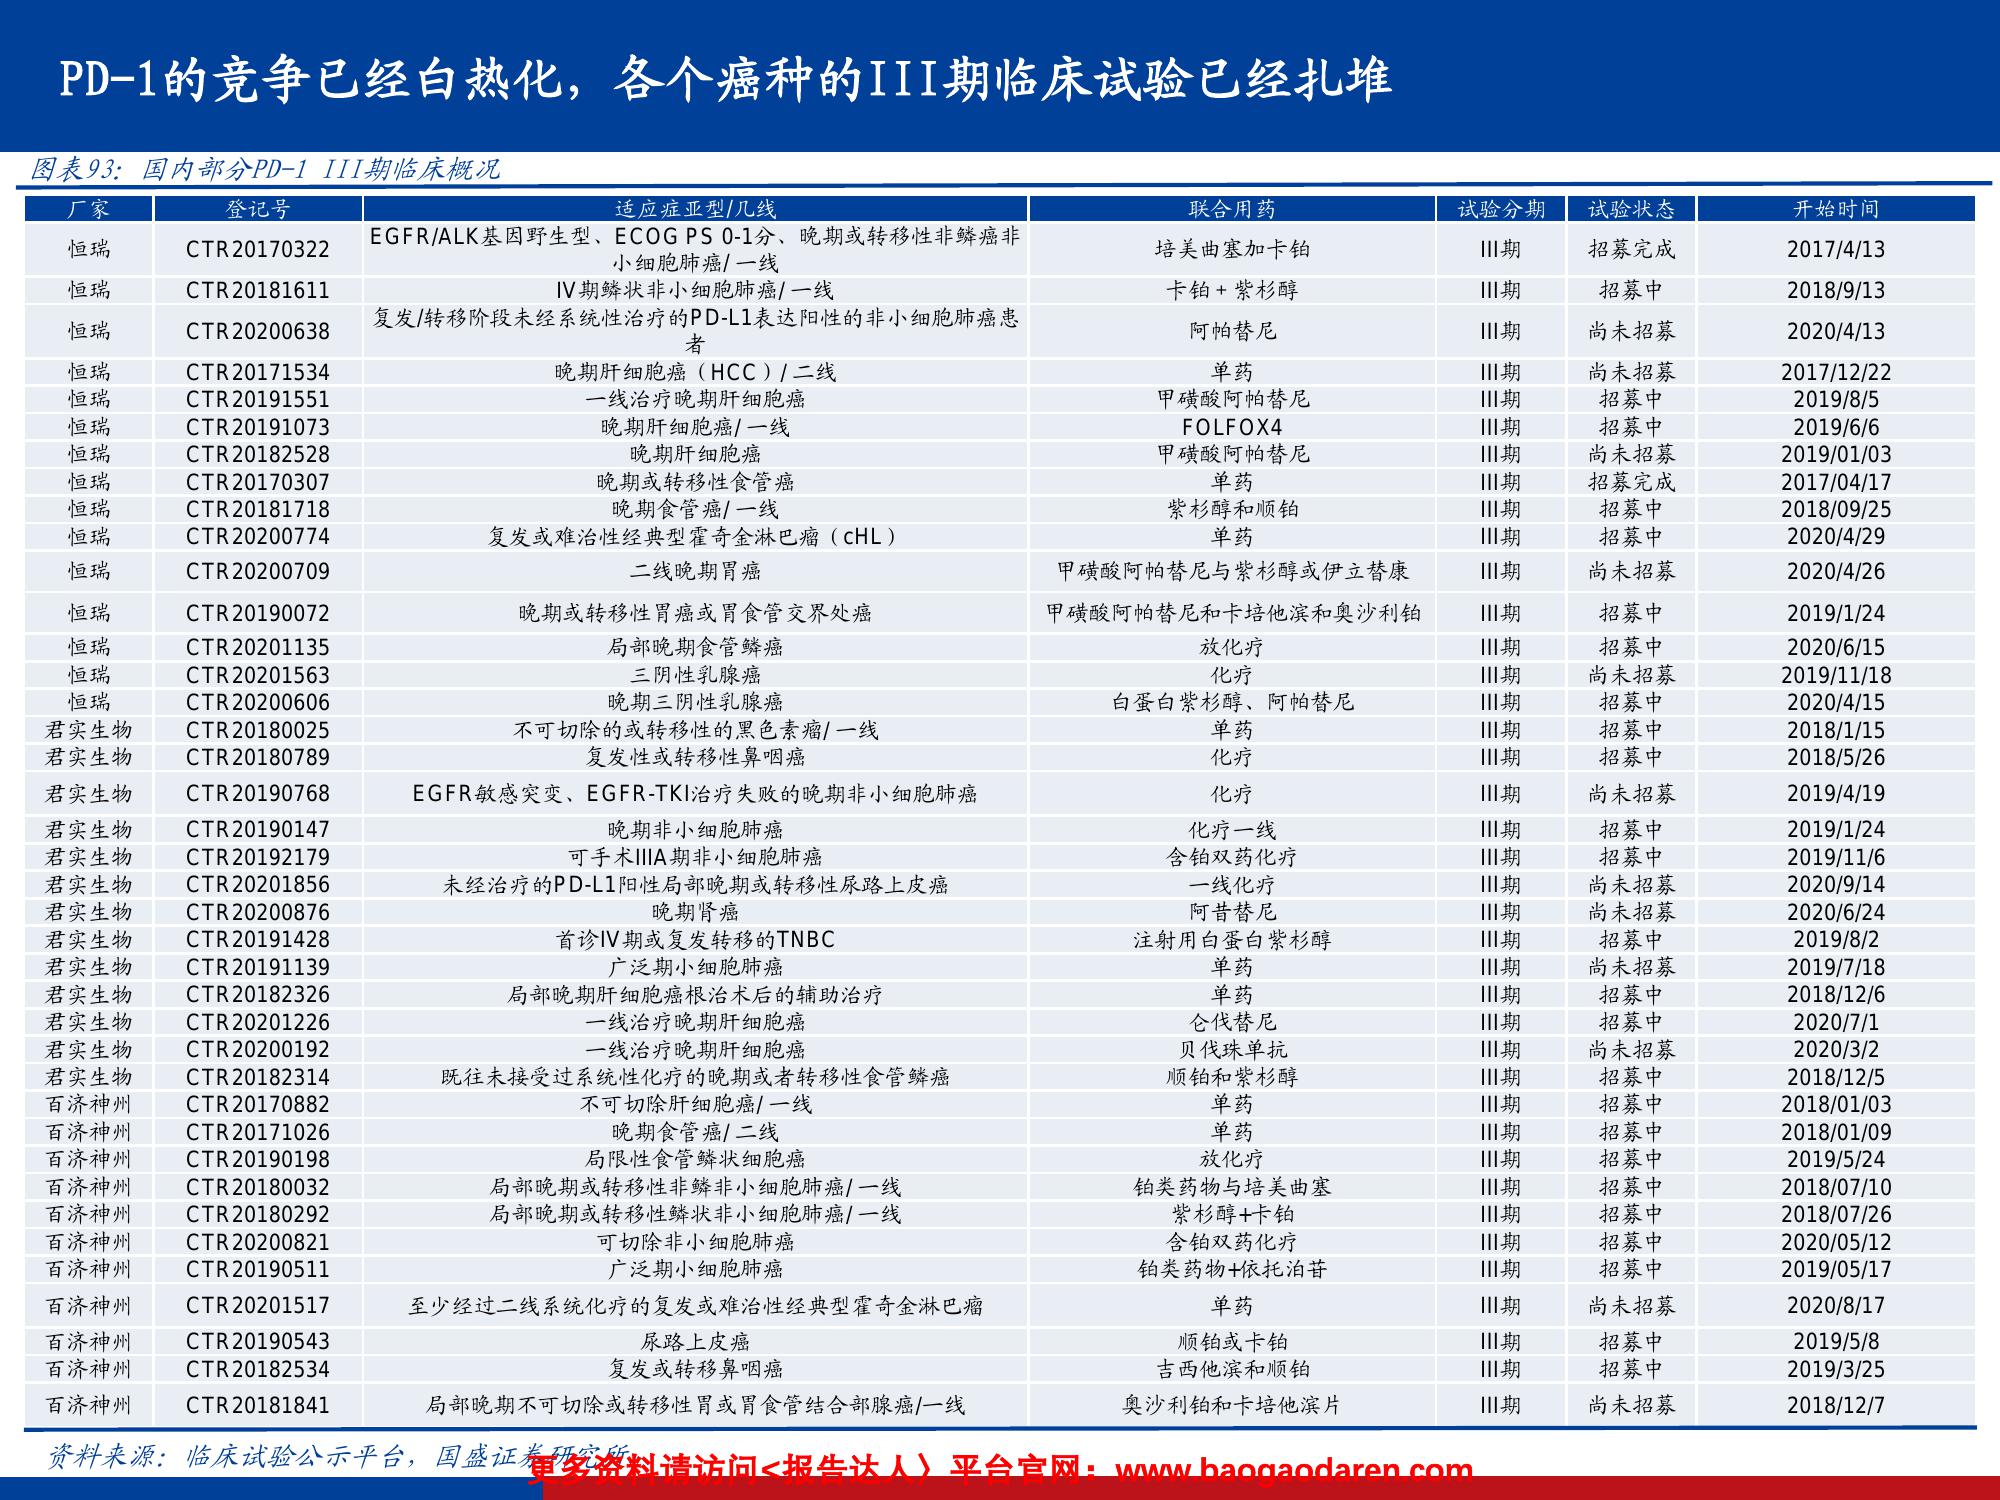 PD-1的竞争已经白热化，各个癌种的III期临床试验已经扎堆
图表93：国内部分PD-1 III期临床概况
厂家 登记号 适应症亚型/几线 联合用药 试验分期 试验状态 开始时间
恒瑞 CTR20170322 EGFR/ALK基因野生型、ECOG PS 0-1分、晚期或转移性非鳞癌非小细胞肺癌/一线 培美曲塞加卡铂 III期 招募完成 2017/4/13
恒瑞 CTR20181611 IV期鳞状非小细胞肺癌/一线 卡铂+紫杉醇 III期 招募中 2018/9/13
恒瑞 CTR20200638 复发/转移阶段未经系统性治疗的PD-L1表达阳性的非小细胞肺癌患者 阿帕替尼 III期 尚未招募 2020/4/13
恒瑞 CTR20171534 晚期肝细胞癌（HCC）/二线 单药 III期 尚未招募 2017/12/22
恒瑞 CTR20191551 一线治疗晚期肝细胞癌 甲磺酸阿帕替尼 III期 招募中 2019/8/5
恒瑞 CTR20191073 晚期肝细胞癌/一线 FOLFOX4 III期 招募中 2019/6/6
恒瑞 CTR20182528 晚期肝细胞癌 甲磺酸阿帕替尼 III期 尚未招募 2019/01/03
恒瑞 CTR20170307 晚期或转移性食管癌 单药 III期 招募完成 2017/04/17
恒瑞 CTR20181718 晚期食管癌/一线 紫杉醇和顺铂 III期 招募中 2018/09/25
恒瑞 CTR20200774 复发或难治性经典型霍奇金淋巴瘤（cHL） 单药 III期 招募中 2020/4/29
恒瑞 CTR20200709 二线晚期胃癌 甲磺酸阿帕替尼与紫杉醇或伊立替康 III期 尚未招募 2020/4/26
恒瑞 CTR20190072 晚期或转移性胃癌或胃食管交界处癌 甲磺酸阿帕替尼和卡培他滨和奥沙利铂 III期 招募中 2019/1/24
恒瑞 CTR20201135 局部晚期食管鳞癌 放化疗 III期 招募中 2020/6/15
恒瑞 CTR20201563 三阴性乳腺癌 化疗 III期 尚未招募 2019/11/18
恒瑞 CTR20200606 晚期三阴性乳腺癌 白蛋白紫杉醇、阿帕替尼 III期 招募中 2020/4/15
君实生物 CTR20180025 不可切除的或转移性的黑色素瘤/一线 单药 III期 招募中 2018/1/15
君实生物 CTR20180789 复发性或转移性鼻咽癌 化疗 III期 招募中 2018/5/26
君实生物 CTR20190768 EGFR敏感突变、EGFR-TKI治疗失败的晚期非小细胞肺癌 化疗 III期 尚未招募 2019/4/19
君实生物 CTR20190147 晚期非小细胞肺癌 化疗一线 III期 招募中 2019/1/24
君实生物 CTR20192179 可手术IIIA期非小细胞肺癌 含铂双药化疗 III期 招募中 2019/11/6
君实生物 CTR20201856 未经治疗的PD-L1阳性局部晚期或转移性尿路上皮癌 一线化疗 III期 尚未招募 2020/9/14
君实生物 CTR20200876 晚期肾癌 阿昔替尼 III期 尚未招募 2020/6/24
君实生物 CTR20191428 首诊IV期或复发转移的TNBC 注射用白蛋白紫杉醇 III期 招募中 2019/8/2
君实生物 CTR20191139 广泛期小细胞肺癌 单药 III期 尚未招募 2019/7/18
君实生物 CTR20182326 局部晚期肝细胞癌根治术后的辅助治疗 单药 III期 招募中 2018/12/6
君实生物 CTR20201226 一线治疗晚期肝细胞癌 仑伐替尼 III期 招募中 2020/7/1
君实生物 CTR20200192 一线治疗晚期肝细胞癌 贝伐珠单抗 III期 尚未招募 2020/3/2
君实生物 CTR20182314 既往未接受过系统性化疗的晚期或者转移性食管鳞癌 顺铂和紫杉醇 III期 招募中 2018/12/5
百济神州 CTR20170882 不可切除肝细胞癌/一线 单药 III期 招募中 2018/01/03
百济神州 CTR20171026 晚期食管癌/二线 单药 III期 招募中 2018/01/09
百济神州 CTR20190198 局限性食管鳞状细胞癌 放化疗 III期 招募中 2019/5/24
百济神州 CTR20180032 局部晚期或转移性非鳞非小细胞肺癌/一线 铂类药物与培美曲塞 III期 招募中 2018/07/10
百济神州 CTR20180292 局部晚期或转移性鳞状非小细胞肺癌/一线 紫杉醇+卡铂 III期 招募中 2018/07/26
百济神州 CTR20200821 可切除非小细胞肺癌 含铂双药化疗 III期 招募中 2020/05/12
百济神州 CTR20190511 广泛期小细胞肺癌 铂类药物+依托泊苷 III期 招募中 2019/05/17
百济神州 CTR20201517 至少经过二线系统化疗的复发或难治性经典型霍奇金淋巴瘤 单药 III期 尚未招募 2020/8/17
百济神州 CTR20190543 尿路上皮癌 顺铂或卡铂 III期 招募中 2019/5/8
百济神州 CTR20182534 复发或转移鼻咽癌 吉西他滨和顺铂 III期 招募中 2019/3/25
百济神州 CTR20181841 局部晚期不可切除或转移性胃或胃食管结合部腺癌/一线 奥沙利铂和卡培他滨片 III期 尚未招募 2018/12/7
资料来源：临床试验公示平台，国盛证券研究所
更多资料请访问<报告达人〉平台官网：www.baogaodaren.com